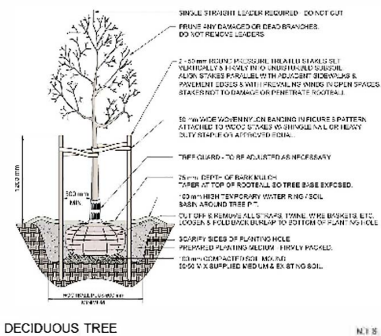 SINGLE STRAIGHT LEADER REQUIRED - DO NOT CUT
PRUNE ANY DAMAGED OR DEAD BRANCHES.
DO NOT REMOVE LEADERS.
2 - 50 mm ROUND PRESSURE TREATED STAKES SET
VERTICALLY & FIRMLY INTO UNDISTURBED SUBSOIL
ALIGN STAKES PARALLEL WITH ADJACENT SIDEWALKS &
PAVEMENT EDGES & WITH PREVAILING WINDS IN OPEN SPACES
STAKES NOT TO DAMAGE OR PENETRATE ROOTBALL
50 mm WIDE WOVEN NYLON BANDING IN FIGURE 8 PATTERN
ATTACHED TO WOOD STAKES W/ SHINGLE NAIL OR HEAVY
DUTY STAPLE OR APPROVED EQUAL.
TREE GUARD - TO BE ADJUSTED AS NECESSARY
75 mm DEPTH OF BARK MULCH
TAPER AT TOP OF ROOTBALL SO TREE BASE EXPOSED.
100 mm HIGH TEMPORARY WATER RING / SOIL
BASIN AROUND TREE PIT.
CUT OFF & REMOVE ALL STRAPS, TWINE, WIRE BASKETS, ETC.
LOOSEN & FOLD BACK BURLAP TO BOTTOM OF PLANTING HOLE
SCARIFY SIDES OF PLANTING HOLE
PREPARED PLANTING MEDIUM - FIRMLY PACKED.
COMPACTED SOIL MOUND
50/50 MIX SUPPLIED MEDIUM & EXISTING SOIL.
1200 mm
MIN.
DECIDUOUS TREE
N.T.S.